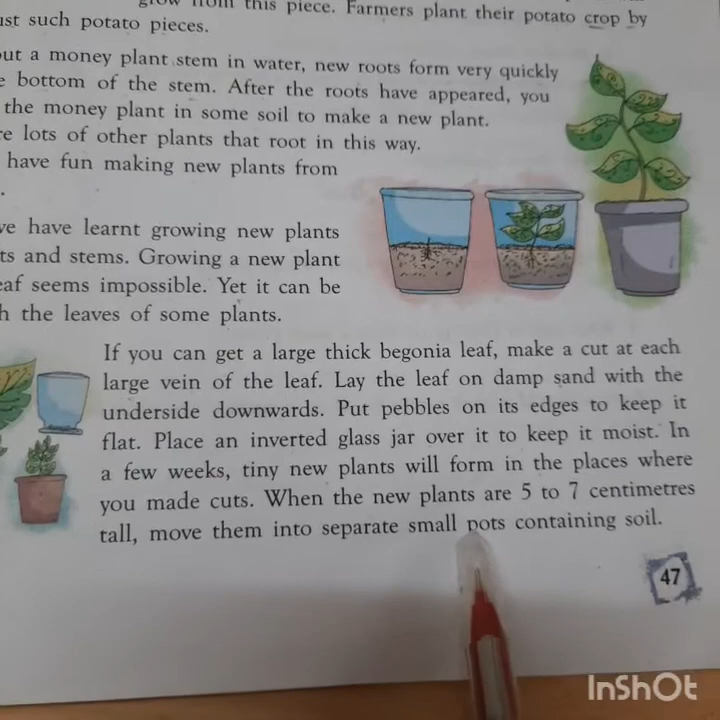 from this piece. Farmers plant their potato crop by
such potato pieces.
a money plant stem in water, new roots form very quickly
bottom of the stem. After the roots have appeared, you
the money plant in some soil to make a new plant.
lots of other plants that root in this way.
have fun making new plants from
have learnt growing new plants
and stems. Growing a new plant
seems impossible. Yet it can be
the leaves of some plants.
If you can get a large thick begonia leaf, make a cut at each
large vein of the leaf. Lay the leaf on damp sand with the
underside downwards. Put pebbles on its edges to keep it
flat. Place an inverted glass jar over it to keep it moist. In
a few weeks, tiny new plants will form in the places where
you made cuts. When the new plants are 5 to 7 centimetres
tall, move them into separate small pots containing soil.
47
InShOt